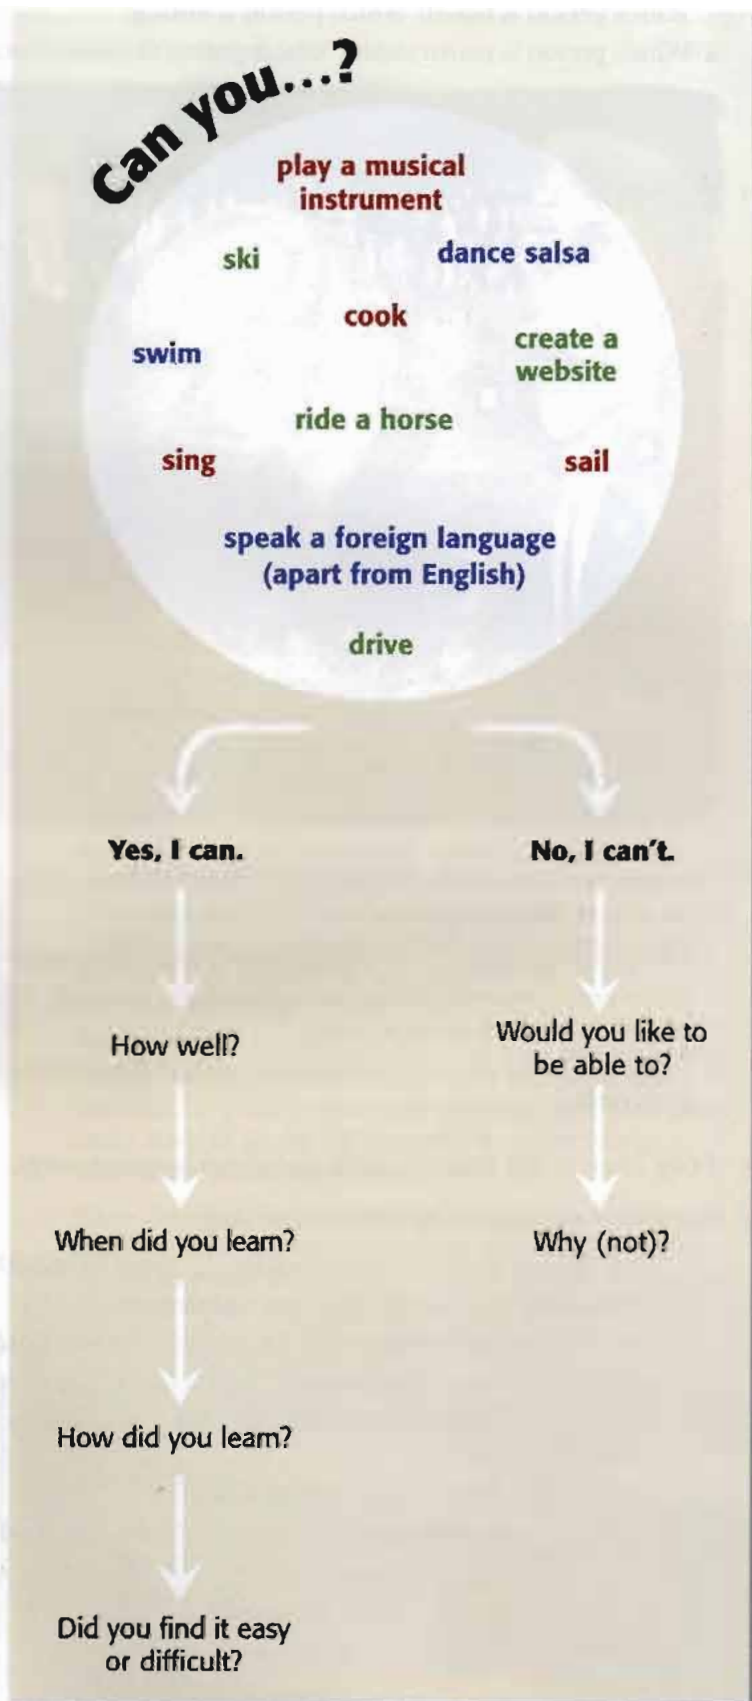 Can you...?
play a musical
instrument
ski
dance salsa
cook
swim
create a
website
ride a horse
sing
sail
speak a foreign language
(apart from English)
drive
Yes, I can.
No, I can't.
How well?
Would you like to
be able to?
When did you learn?
Why (not)?
How did you learn?
Did you find it easy
or difficult?